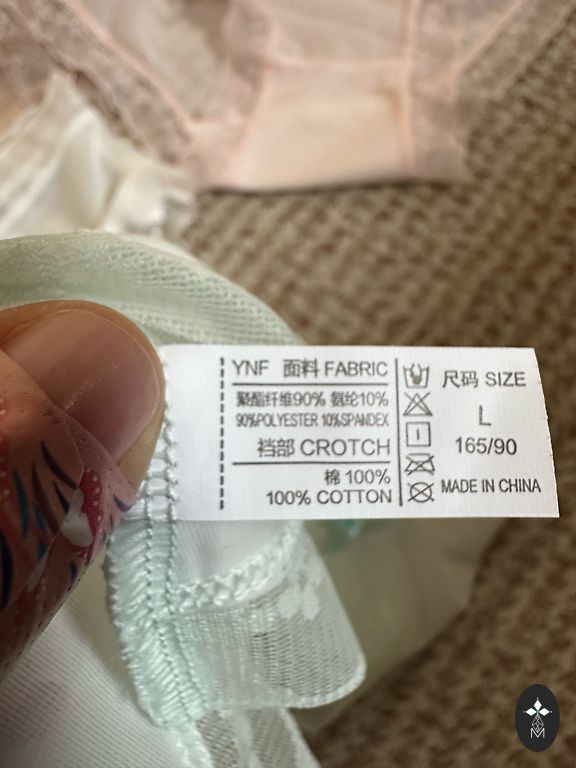 YNF 面料 FABRIC
聚酯纤维90% 氨纶10%
90%POLYESTER 10%SPANDEX
裆部 CROTCH
棉 100%
100% COTTON
尺码 SIZE
L
165/90
MADE IN CHINA
M